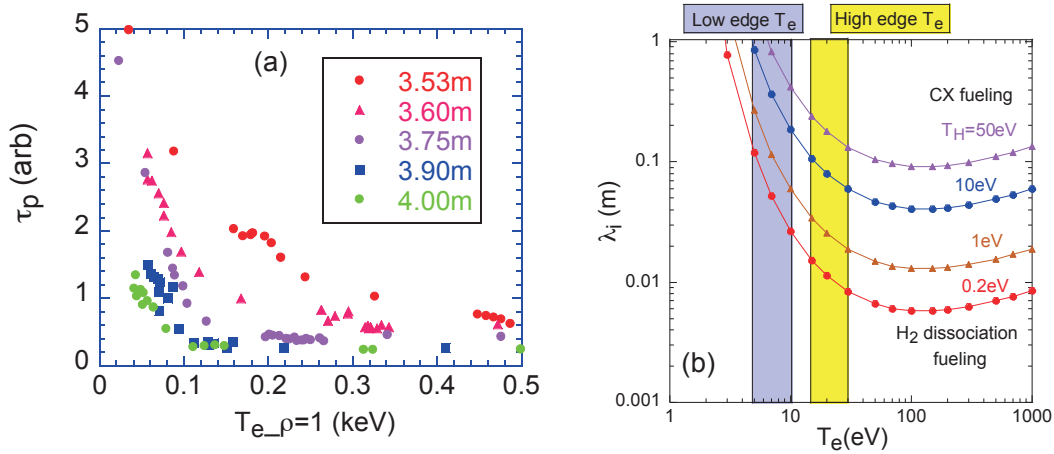 (a)
3.53m
3.60m
3.75m
3.90m
4.00m
5
4
3
2
1
0
τp (arb)
0
0.1
0.2
0.3
0.4
0.5
Te_ρ=1 (keV)
Low edge Te
High edge Te
(b)
1
0.1
0.01
0.001
λi (m)
CX fueling
TH=50eV
10eV
1eV
0.2eV
H2 dissociation
fueling
1
10
100
1000
Te(eV)